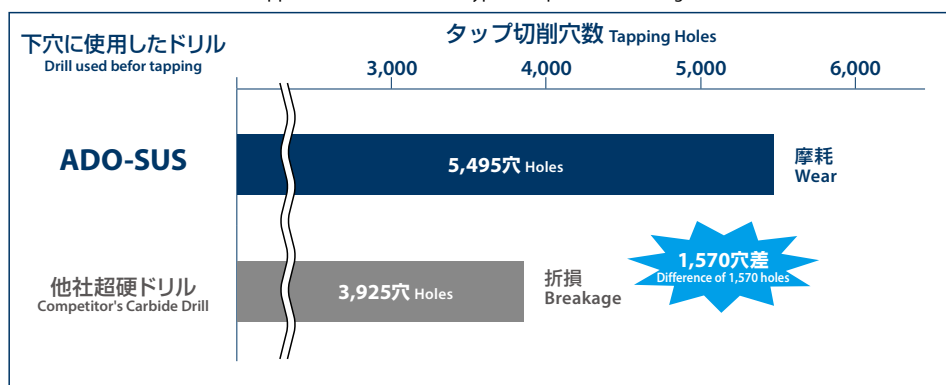 下穴に使用したドリル
Drill used befor tapping
タップ切削穴数 Tapping Holes
3,000 4,000 5,000 6,000
ADO-SUS
5,495穴 Holes
摩耗
Wear
1,570穴差
Difference of 1,570 holes
他社超硬ドリル
Competitor's Carbide Drill
3,925穴 Holes
折損
Breakage